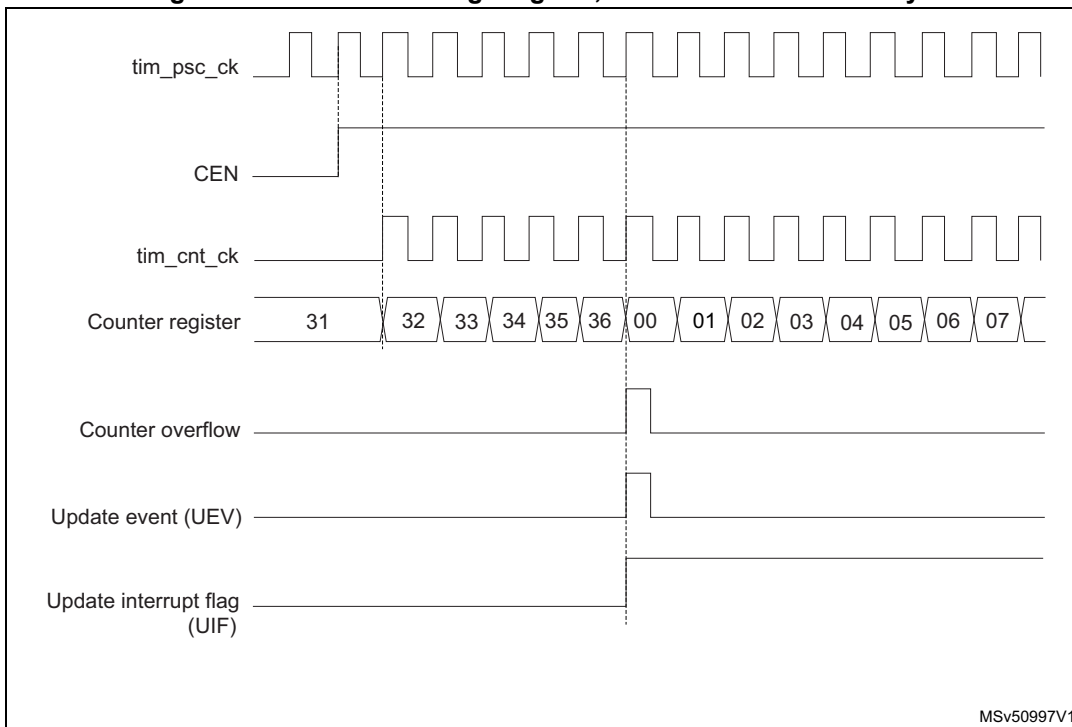 tim_psc_ck
CEN
tim_cnt_ck
Counter register 31 32 33 34 35 36 00 01 02 03 04 05 06 07
Counter overflow
Update event (UEV)
Update interrupt flag
(UIF)
MSv50997V1